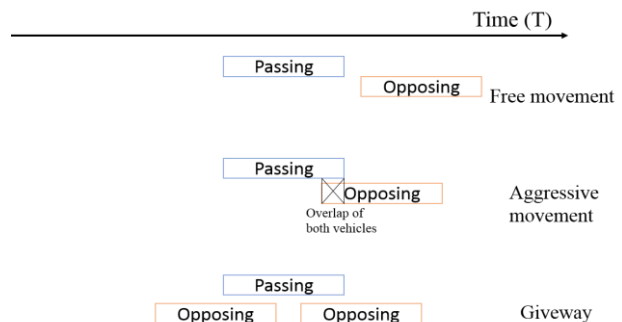 Time (T)
Passing
Opposing
Free movement
Passing
Opposing
Overlap of
both vehicles
Aggressive
movement
Passing
Opposing
Opposing
Giveway